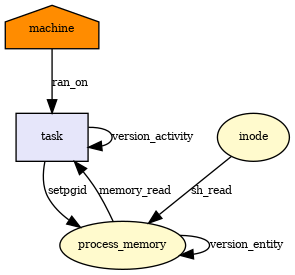 machine
ran_on
task
version_activity
inode
setpgid
memory_read
sh_read
process_memory
version_entity